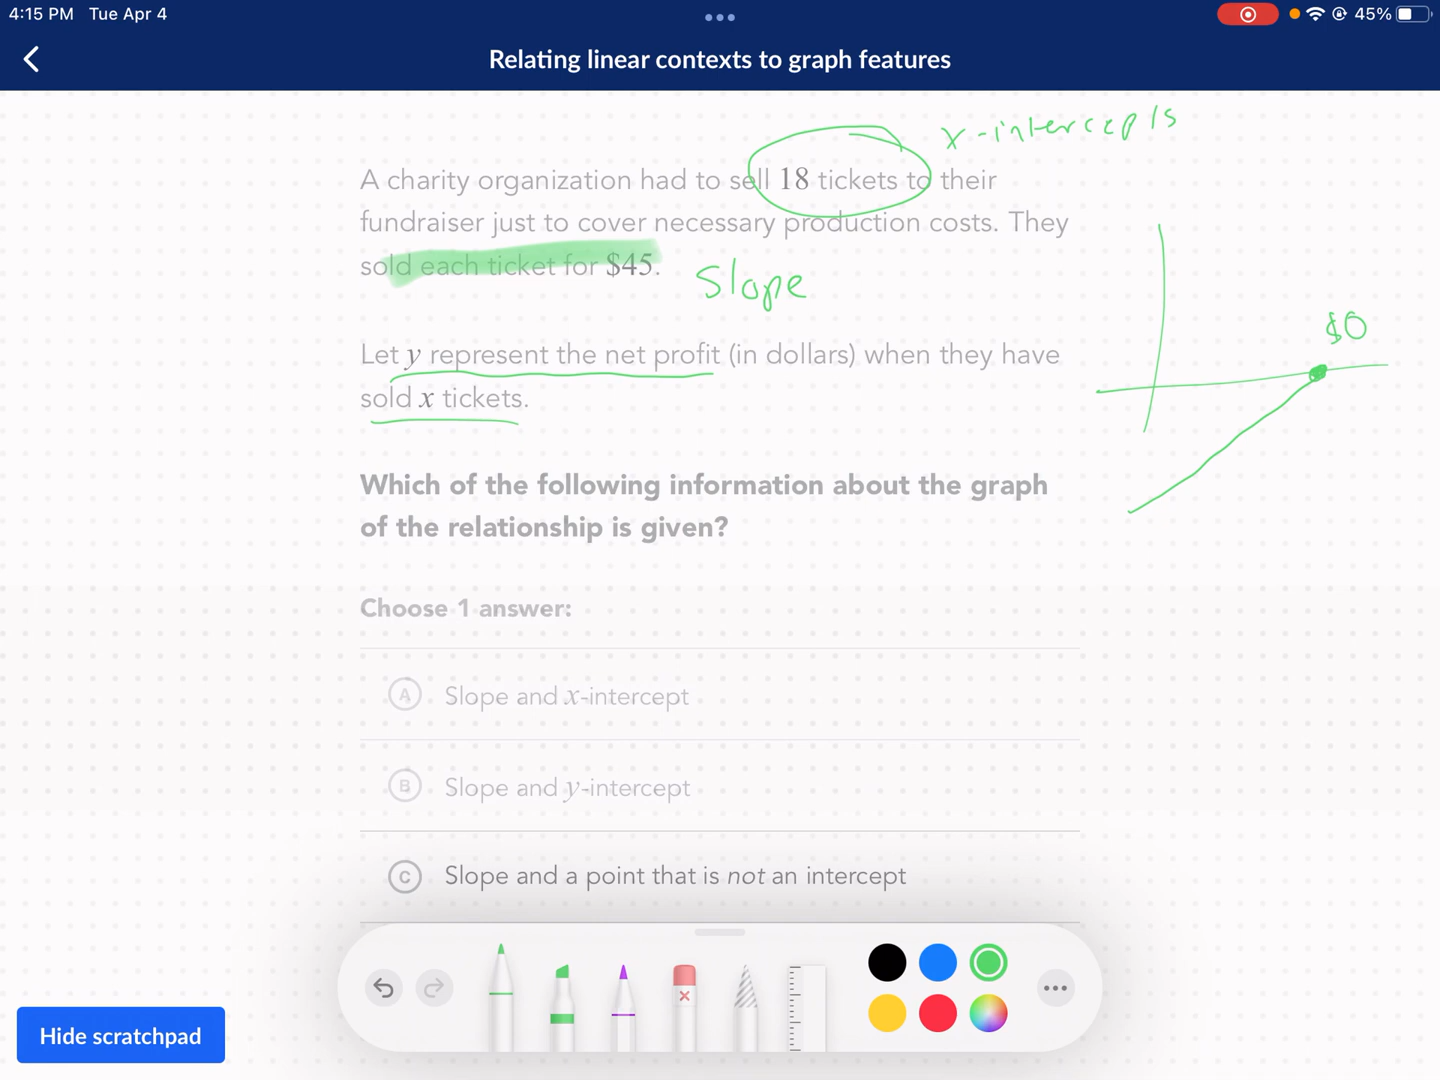 4:15 PM Tue Apr 4
45%
Relating linear contexts to graph features
x-intercepts
A charity organization had to sell 18 tickets to their
fundraiser just to cover necessary production costs. They
sold each ticket for $45.
Slope
$0
Let y represent the net profit (in dollars) when they have
sold x tickets.
Which of the following information about the graph
of the relationship is given?
Choose 1 answer:
A Slope and x-intercept
B Slope and y-intercept
C Slope and a point that is not an intercept
Hide scratchpad